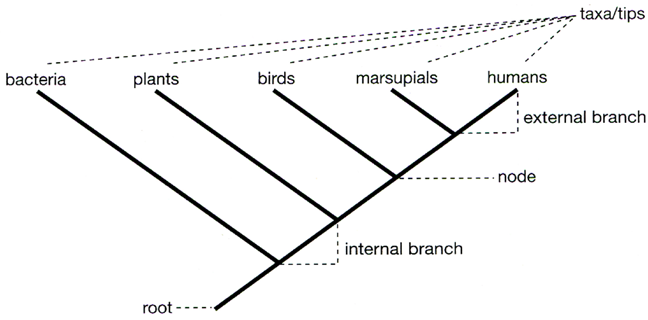 taxa/tips
bacteria
plants
birds
marsupials
humans
external branch
node
internal branch
root